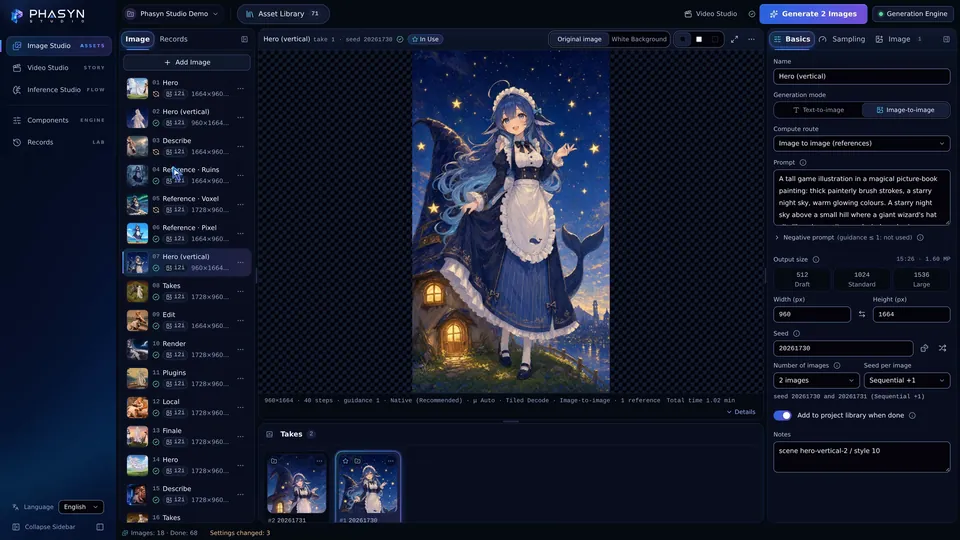 PHASYN
STUDIO
Phasyn Studio Demo
Asset Library 71
Video Studio
Generate 2 Images
Generation Engine
Image Studio ASSETS
Video Studio STORY
Inference Studio FLOW
Components ENGINE
Records LAB
Language English
Collapse Sidebar
Image Records
Add Image
01 Hero
i2i 1664×960...
02 Hero (vertical)
i2i 960×1664...
03 Describe
i2i 1664×960...
04 Reference · Ruins
i2i 1664×960...
05 Reference · Voxel
i2i 1728×960...
06 Reference · Pixel
i2i 1664×960...
07 Hero (vertical)
i2i 960×1664...
08 Takes
i2i 1728×960...
09 Edit
i2i 1664×960...
10 Render
i2i 1728×960...
11 Plugins
i2i 1728×960...
12 Local
i2i 1728×960...
13 Finale
i2i 1728×960...
14 Hero
i2i 1728×960...
15 Describe
i2i 1728×960...
16 Takes
i2i 1728×960...
Images: 18 · Done: 68 Settings changed: 3
Hero (vertical) take 1 · seed 20261730 In Use
Original image White Background
960×1664 · 40 steps · guidance 1 · Native (Recommended) · μ Auto · Tiled Decode · Image-to-image · 1 reference Total time 1.02 min
Details
Takes 2
#2 20261731
#1 20261730
Basics Sampling Image 1
Name
Hero (vertical)
Generation mode
Text-to-image Image-to-image
Compute route
Image to image (references)
Prompt
A tall game illustration in a magical picture-book
painting: thick painterly brush strokes, a starry
night sky, warm glowing colours. A starry night
sky above a small hill where a giant wizard's hat
Negative prompt (guidance ≤ 1: not used)
Output size 15:26 · 1.60 MP
512 1024 1536
Draft Standard Large
Width (px) Height (px)
960 1664
Seed
20261730
Number of images Seed per image
2 images Sequential +1
seed 20261730 and 20261731 (Sequential +1)
Add to project library when done
Notes
scene hero-vertical-2 / style 10